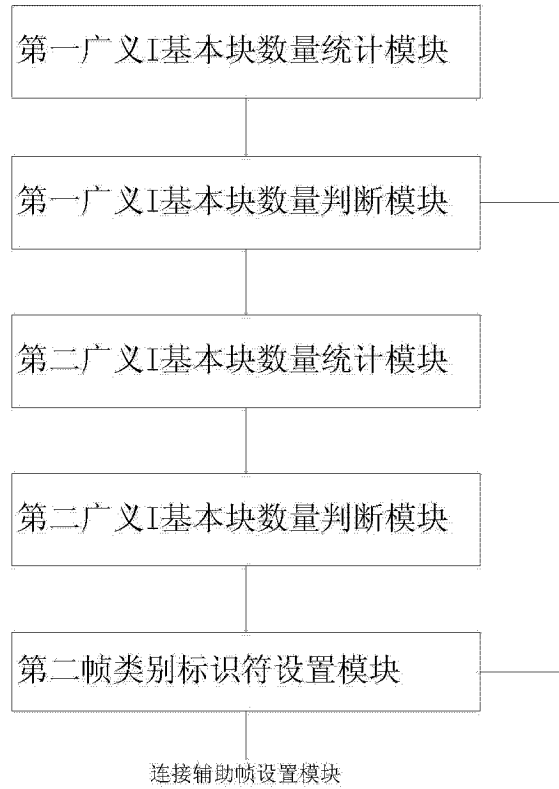 第一广义I基本块数量统计模块
第一广义I基本块数量判断模块
第二广义I基本块数量统计模块
第二广义I基本块数量判断模块
第二帧类别标识符设置模块
连接辅助帧设置模块